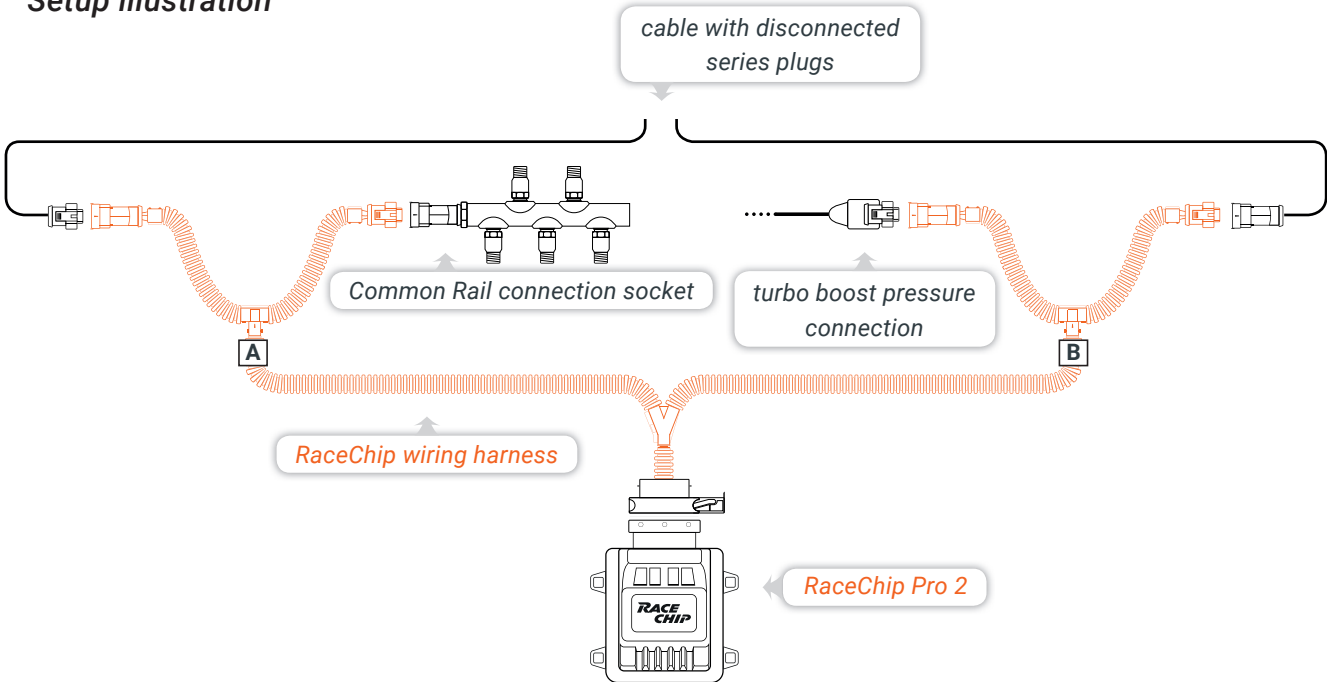 Setup illustration
cable with disconnected
series plugs
Common Rail connection socket
turbo boost pressure
connection
A
B
RaceChip wiring harness
RaceChip Pro 2
RACE
CHIP